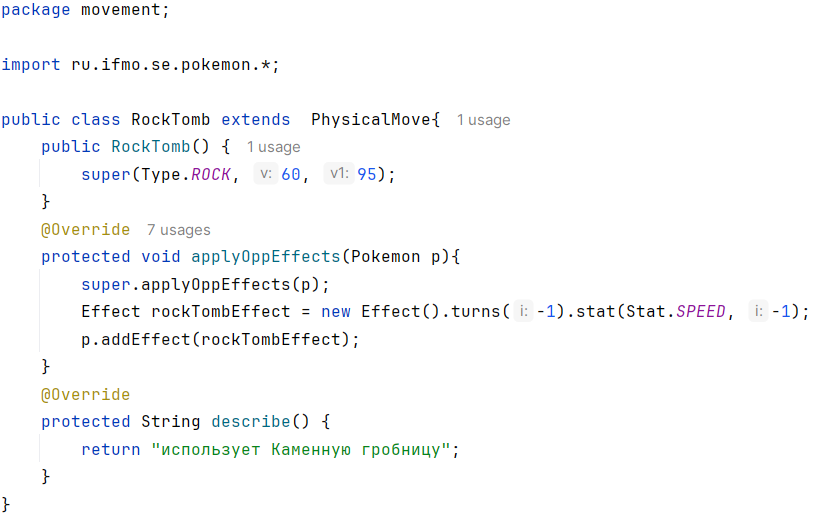 package movement;
import ru.ifmo.se.pokemon.*;
public class RockTomb extends  PhysicalMove{ 1 usage
    public RockTomb() { 1 usage
        super(Type.ROCK, v: 60, v1: 95);
    }
    @Override 7 usages
    protected void applyOppEffects(Pokemon p){
        super.applyOppEffects(p);
        Effect rockTombEffect = new Effect().turns( i: -1).stat(Stat.SPEED, i: -1);
        p.addEffect(rockTombEffect);
    }
    @Override
    protected String describe() {
        return "использует Каменную гробницу";
    }
}